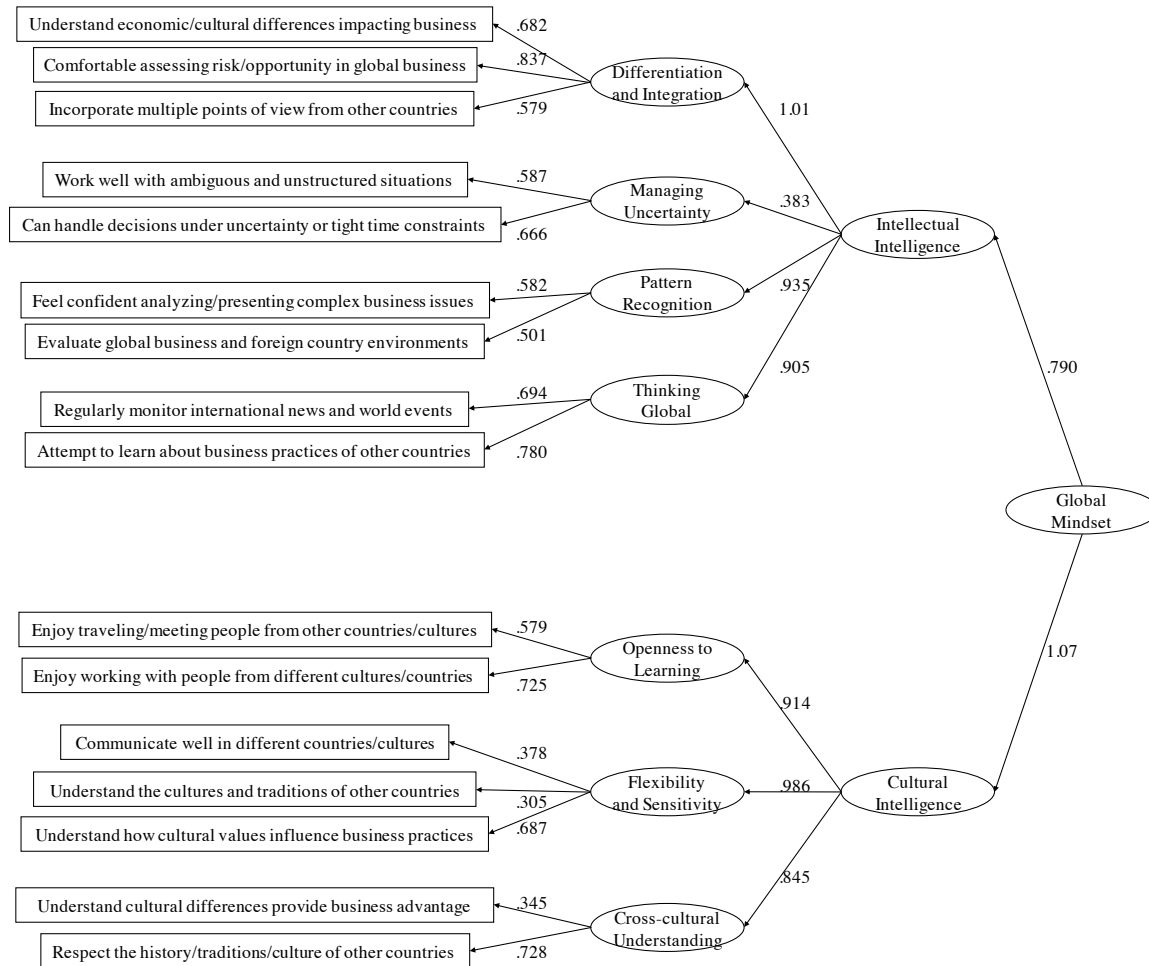 Understand economic/cultural differences impacting business
.682
Comfortable assessing risk/opportunity in global business
.837
Incorporate multiple points of view from other countries
.579
Differentiation
and Integration
1.01
Work well with ambiguous and unstructured situations
.587
Can handle decisions under uncertainty or tight time constraints
.666
Managing
Uncertainty
.383
Intellectual
Intelligence
Feel confident analyzing/presenting complex business issues
.582
Evaluate global business and foreign country environments
.501
Pattern
Recognition
.935
Regularly monitor international news and world events
.694
Attempt to learn about business practices of other countries
.780
Thinking
Global
.905
.790
Global
Mindset
Enjoy traveling/meeting people from other countries/cultures
.579
Enjoy working with people from different cultures/countries
.725
Openness to
Learning
.914
1.07
Communicate well in different countries/cultures
.378
Understand the cultures and traditions of other countries
.305
Understand how cultural values influence business practices
.687
Flexibility
and Sensitivity
.986
Cultural
Intelligence
Understand cultural differences provide business advantage
.345
Respect the history/traditions/culture of other countries
.728
Cross-cultural
Understanding
.845